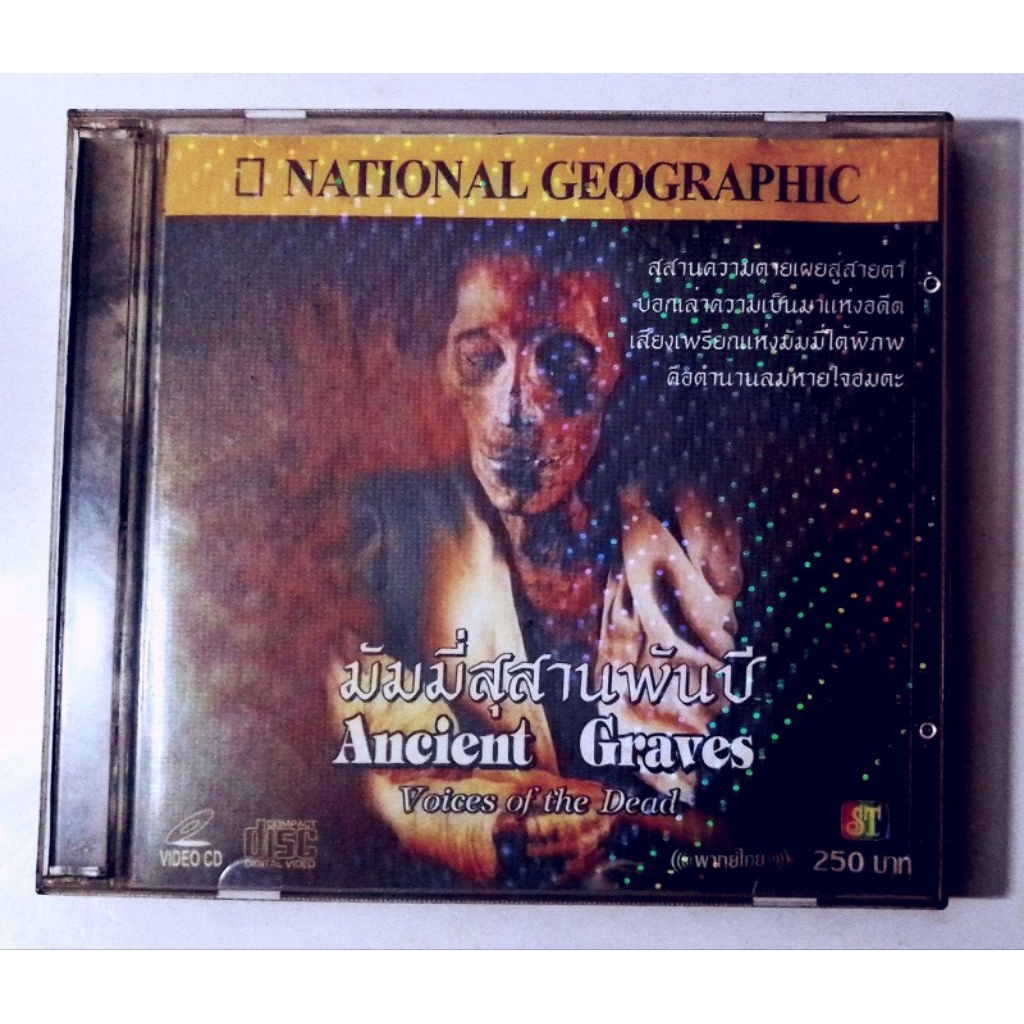 NATIONAL GEOGRAPHIC
สุสานความตายเผยสู่สายตา
บอกเล่าความเป็นมาแห่งอดีต
เสียงเพรียกแห่งมัมมี่ใต้พิภพ
คือตำนานลมหายใจอมตะ
มัมมี่สุสานพันปี
Ancient Graves
Voices of the Dead
VIDEO CD
COMPACT
disc
DIGITAL VIDEO
พากย์ไทย
ST
250 บาท